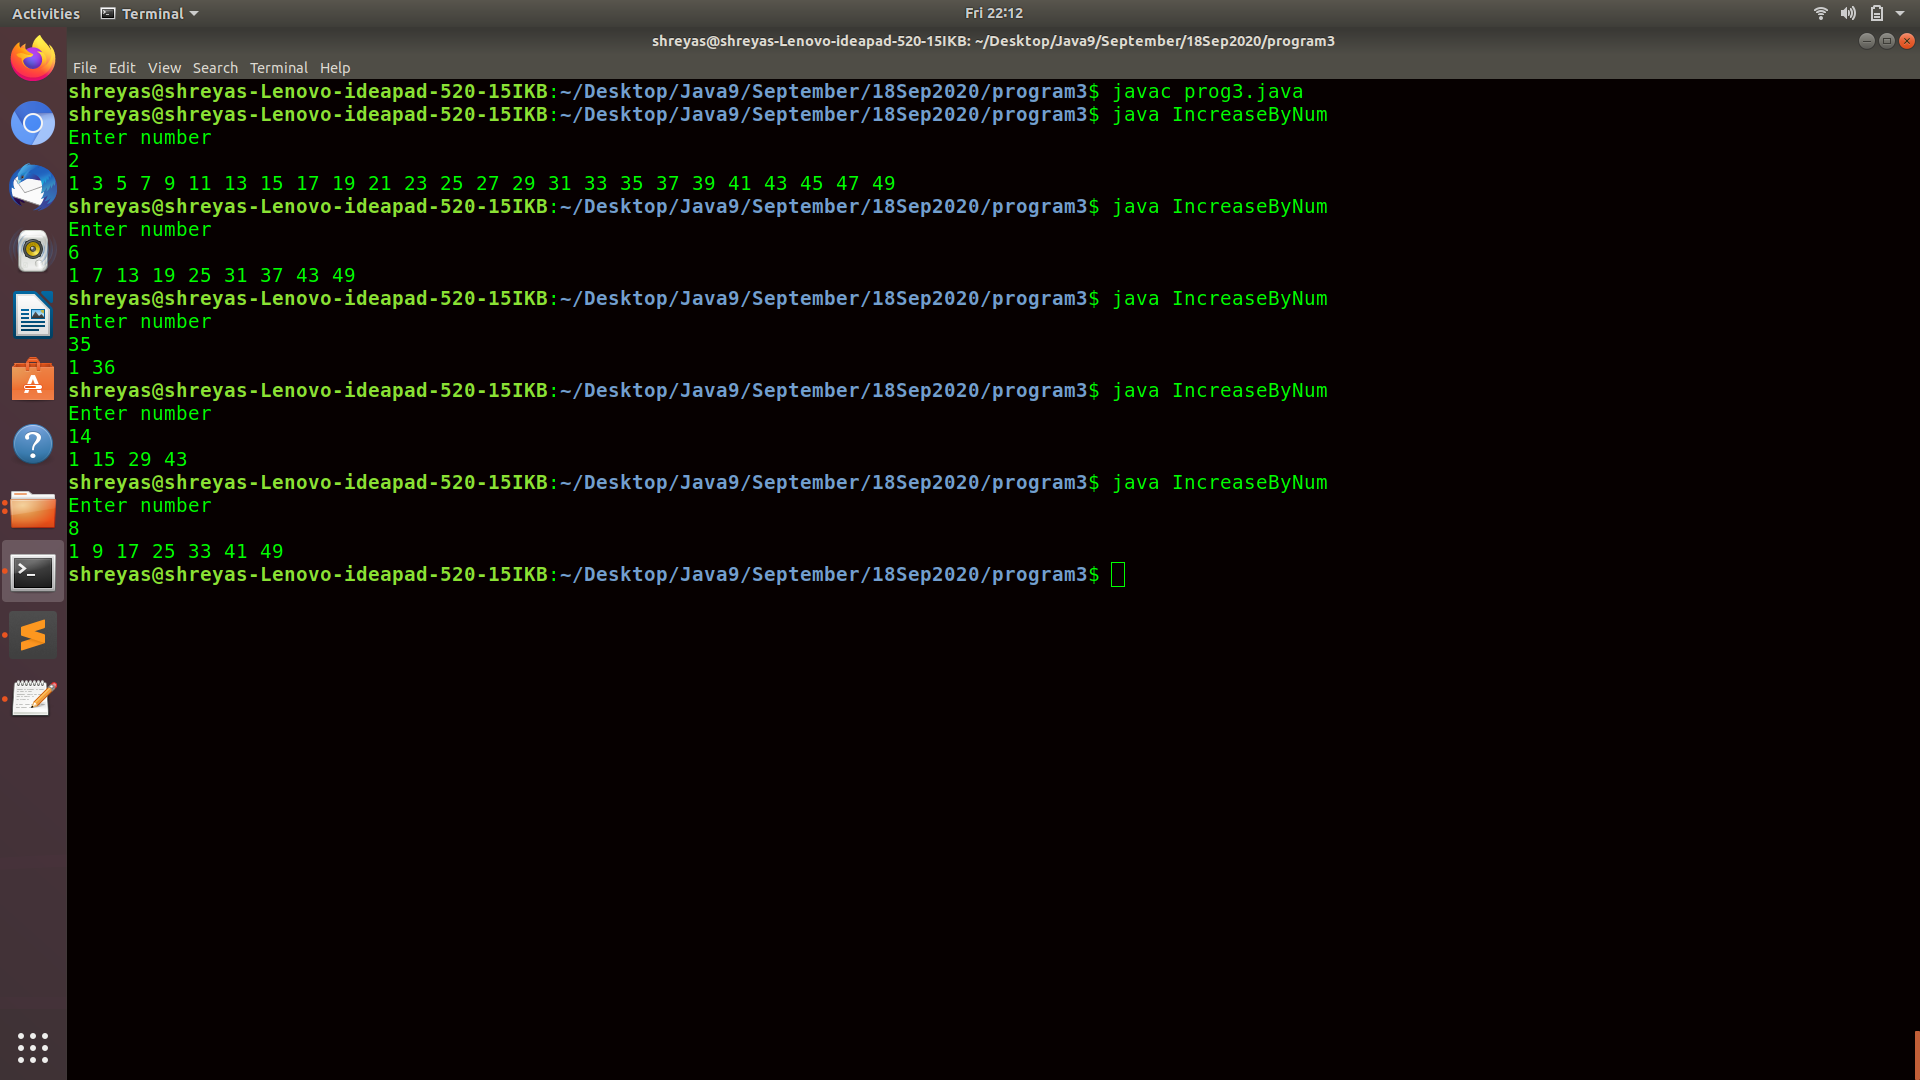 Activities Terminal Fri 22:12
shreyas@shreyas-Lenovo-ideapad-520-15IKB: ~/Desktop/Java9/September/18Sep2020/program3
File Edit View Search Terminal Help
shreyas@shreyas-Lenovo-ideapad-520-15IKB:~/Desktop/Java9/September/18Sep2020/program3$ javac prog3.java
shreyas@shreyas-Lenovo-ideapad-520-15IKB:~/Desktop/Java9/September/18Sep2020/program3$ java IncreaseByNum
Enter number
2
1 3 5 7 9 11 13 15 17 19 21 23 25 27 29 31 33 35 37 39 41 43 45 47 49
shreyas@shreyas-Lenovo-ideapad-520-15IKB:~/Desktop/Java9/September/18Sep2020/program3$ java IncreaseByNum
Enter number
6
1 7 13 19 25 31 37 43 49
shreyas@shreyas-Lenovo-ideapad-520-15IKB:~/Desktop/Java9/September/18Sep2020/program3$ java IncreaseByNum
Enter number
35
1 36
shreyas@shreyas-Lenovo-ideapad-520-15IKB:~/Desktop/Java9/September/18Sep2020/program3$ java IncreaseByNum
Enter number
14
1 15 29 43
shreyas@shreyas-Lenovo-ideapad-520-15IKB:~/Desktop/Java9/September/18Sep2020/program3$ java IncreaseByNum
Enter number
8
1 9 17 25 33 41 49
shreyas@shreyas-Lenovo-ideapad-520-15IKB:~/Desktop/Java9/September/18Sep2020/program3$